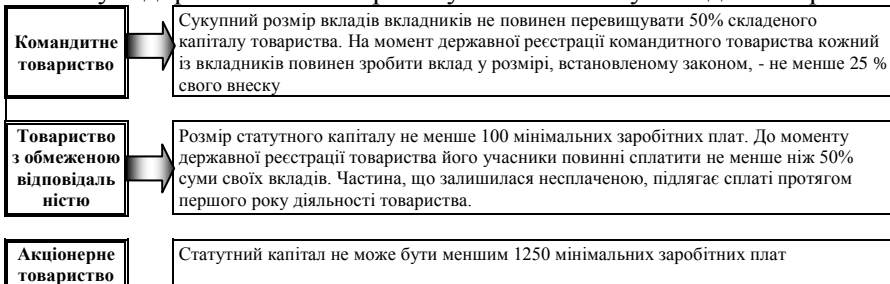 Командитне
товариство
Сукупний розмір вкладів вкладників не повинен перевищувати 50% складеного
капіталу товариства. На момент державної реєстрації командитного товариства кожний
із вкладників повинен зробити вклад у розмірі, встановленому законом, - не менше 25 %
свого внеску
Товариство
з обмеженою
відповідаль
ністю
Розмір статутного капіталу не менше 100 мінімальних заробітних плат. До моменту
державної реєстрації товариства його учасники повинні сплатити не менше ніж 50%
суми своїх вкладів. Частина, що залишилася несплаченою, підлягає сплаті протягом
першого року діяльності товариства.
Акціонерне
товариство
Статутний капітал не може бути меншим 1250 мінімальних заробітних плат